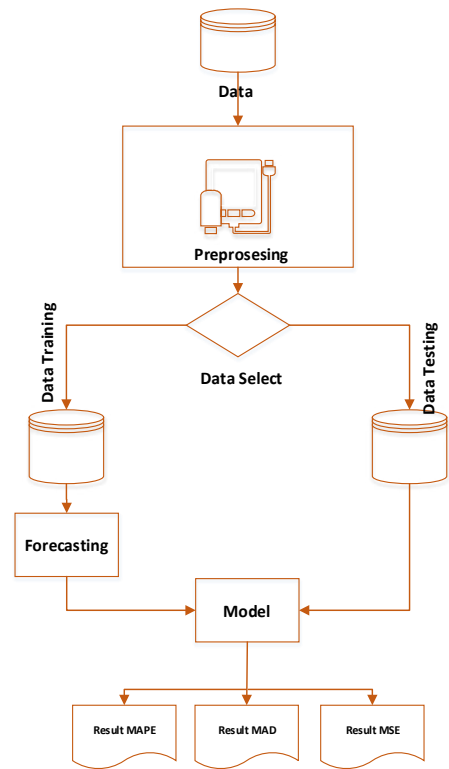 Data
Preprosesing
Data Training
Data Testing
Data Select
Forecasting
Model
Result MAPE
Result MAD
Result MSE